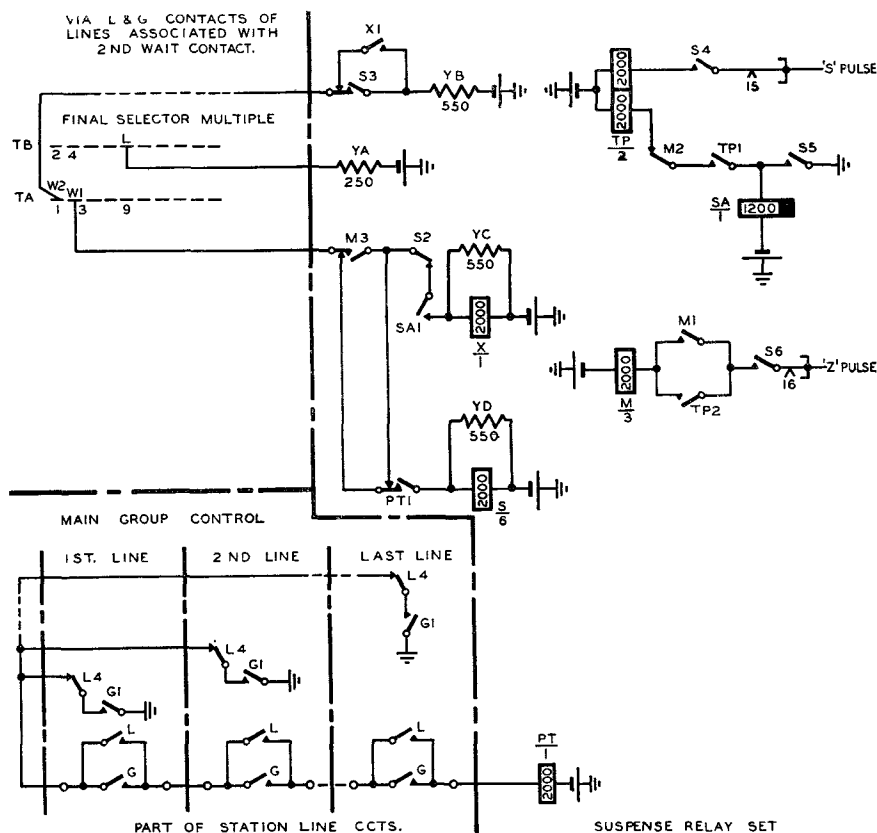 VIA L & G CONTACTS OF
LINES ASSOCIATED WITH
2ND WAIT CONTACT.
X1
S3
YB
550
2000
2000
TP
2
S4
15
'S' PULSE
FINAL SELECTOR MULTIPLE
TB
2 4
L
YA
250
M2
TP1
S5
W2
W1
TA
1 3 9
SA
1
1200
M3
S2
YC
550
SA1
2000
X
1
M1
S6
'Z' PULSE
16
2000
M
3
TP2
YD
550
PT1
2000
S
6
MAIN GROUP CONTROL
1ST. LINE
2ND LINE
LAST LINE
L4
G1
L4
G1
L4
G1
L
G
L
G
L
G
PT
1
2000
PART OF STATION LINE CCTS.
SUSPENSE RELAY SET